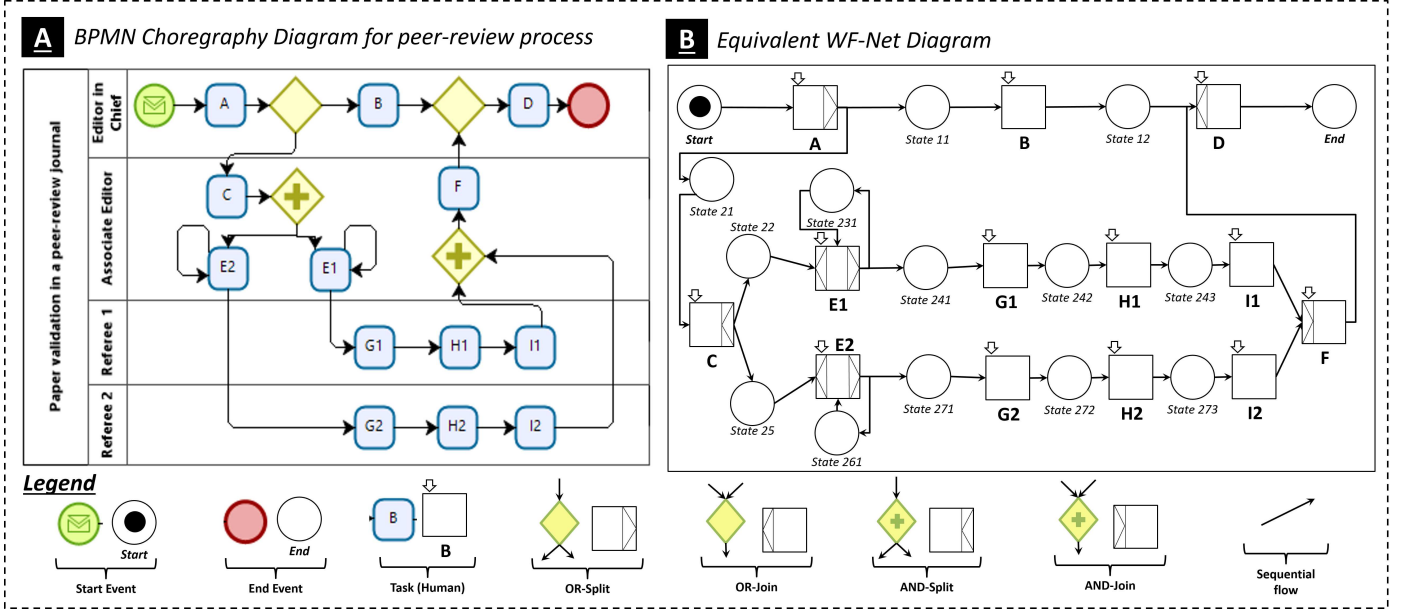 A BPMN Choregraphy Diagram for peer-review process
Paper validation in a peer-review journal
Editor in
Chief
A
B
D
Associate Editor
C
F
E2
E1
Referee 1
G1
H1
I1
Referee 2
G2
H2
I2
B Equivalent WF-Net Diagram
Start
A
State 11
B
State 12
D
End
State 21
State 22
State 231
E1
State 241
G1
State 242
H1
State 243
I1
C
F
State 25
E2
State 261
State 271
G2
State 272
H2
State 273
I2
Legend
Start
Start Event
End
End Event
B
B
Task (Human)
OR-Split
OR-Join
AND-Split
AND-Join
Sequential
flow